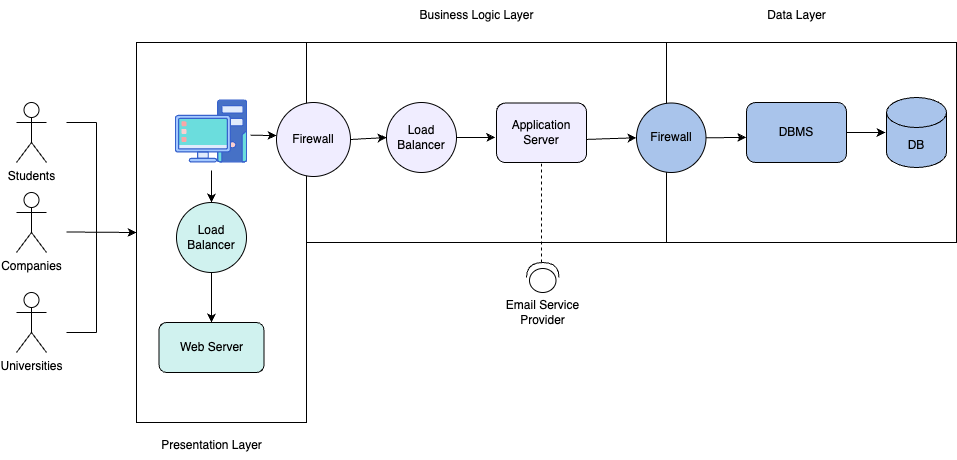 Business Logic Layer
Data Layer
Students
Companies
Universities
Firewall
Load
Balancer
Application
Server
Firewall
DBMS
DB
Load
Balancer
Web Server
Email Service
Provider
Presentation Layer